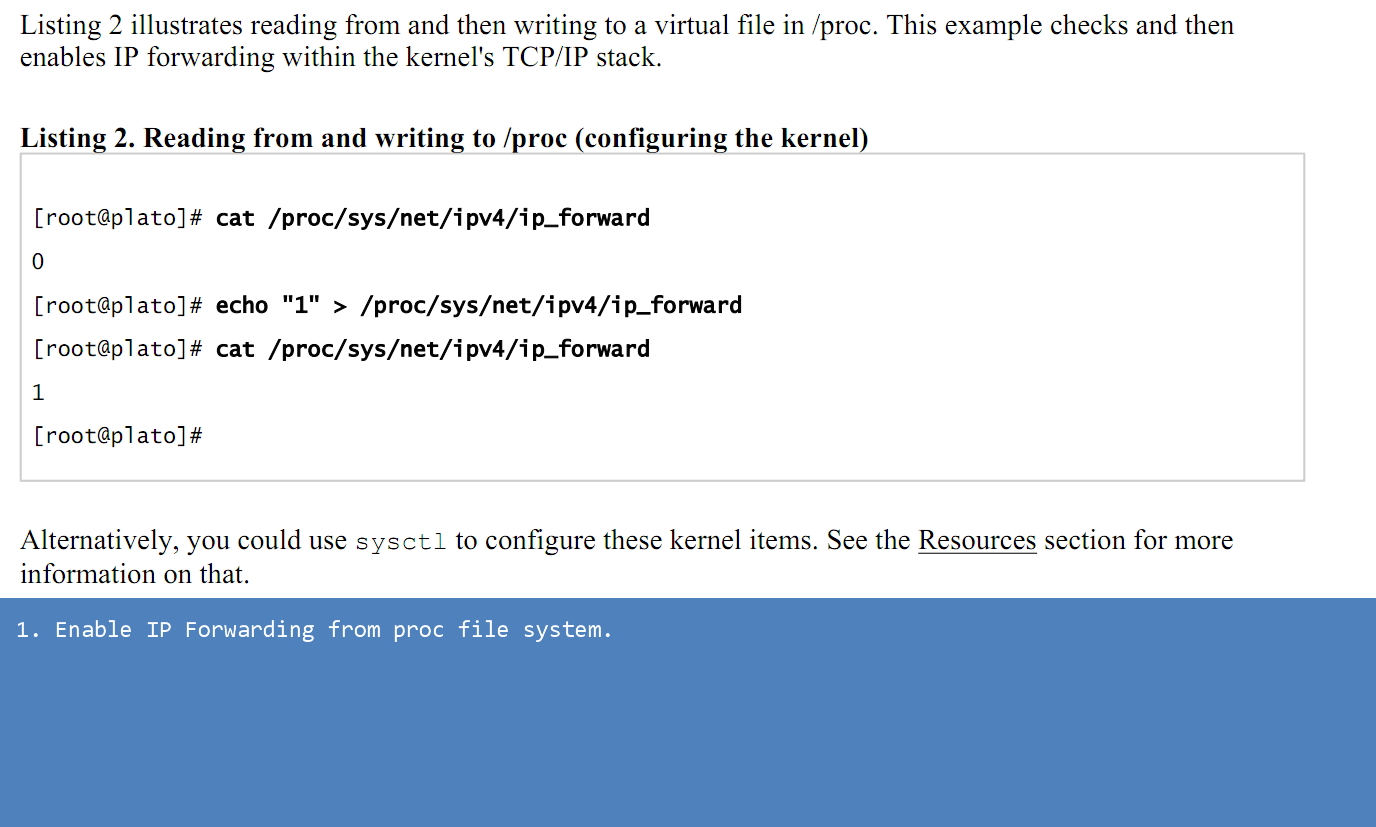 Listing 2 illustrates reading from and then writing to a virtual file in /proc. This example checks and then
enables IP forwarding within the kernel's TCP/IP stack.
Listing 2. Reading from and writing to /proc (configuring the kernel)
[root@plato]# cat /proc/sys/net/ipv4/ip_forward
0
[root@plato]# echo "1" > /proc/sys/net/ipv4/ip_forward
[root@plato]# cat /proc/sys/net/ipv4/ip_forward
1
[root@plato]#
Alternatively, you could use sysctl to configure these kernel items. See the Resources section for more
information on that.
1. Enable IP Forwarding from proc file system.